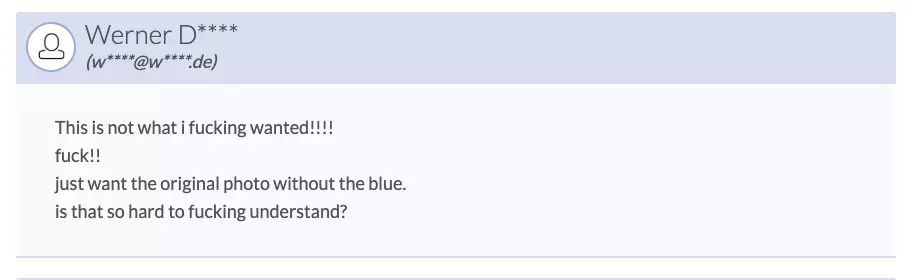 Werner D****
(w****@w****.de)
This is not what i fucking wanted!!!!
fuck!!
just want the original photo without the blue.
is that so hard to fucking understand?